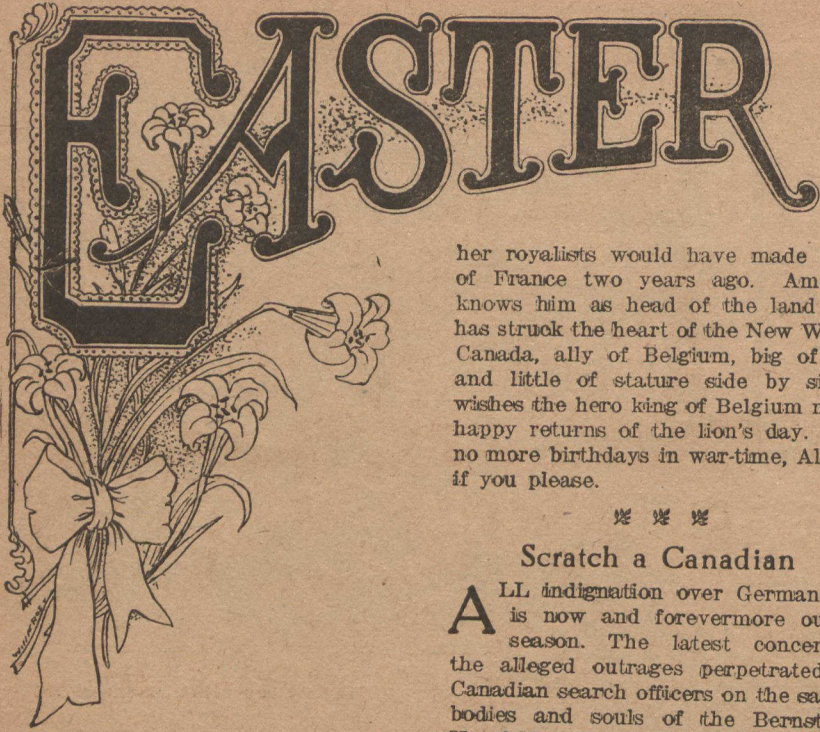 EASTER
her royalists would have made
of France two years ago. Am
knows him as head of the land
has struck the heart of the New W
Canada, ally of Belgium, big of
and little of stature side by si
wishes the hero king of Belgium
happy returns of the lion's day.
no more birthdays in war-time, Al
if you please.
Scratch a Canadian
ALL indignation over German
is now and forevermore ou
season. The latest concer
the alleged outrages perpetrated
Canadian search officers on the sa
bodies and souls of the Bernst